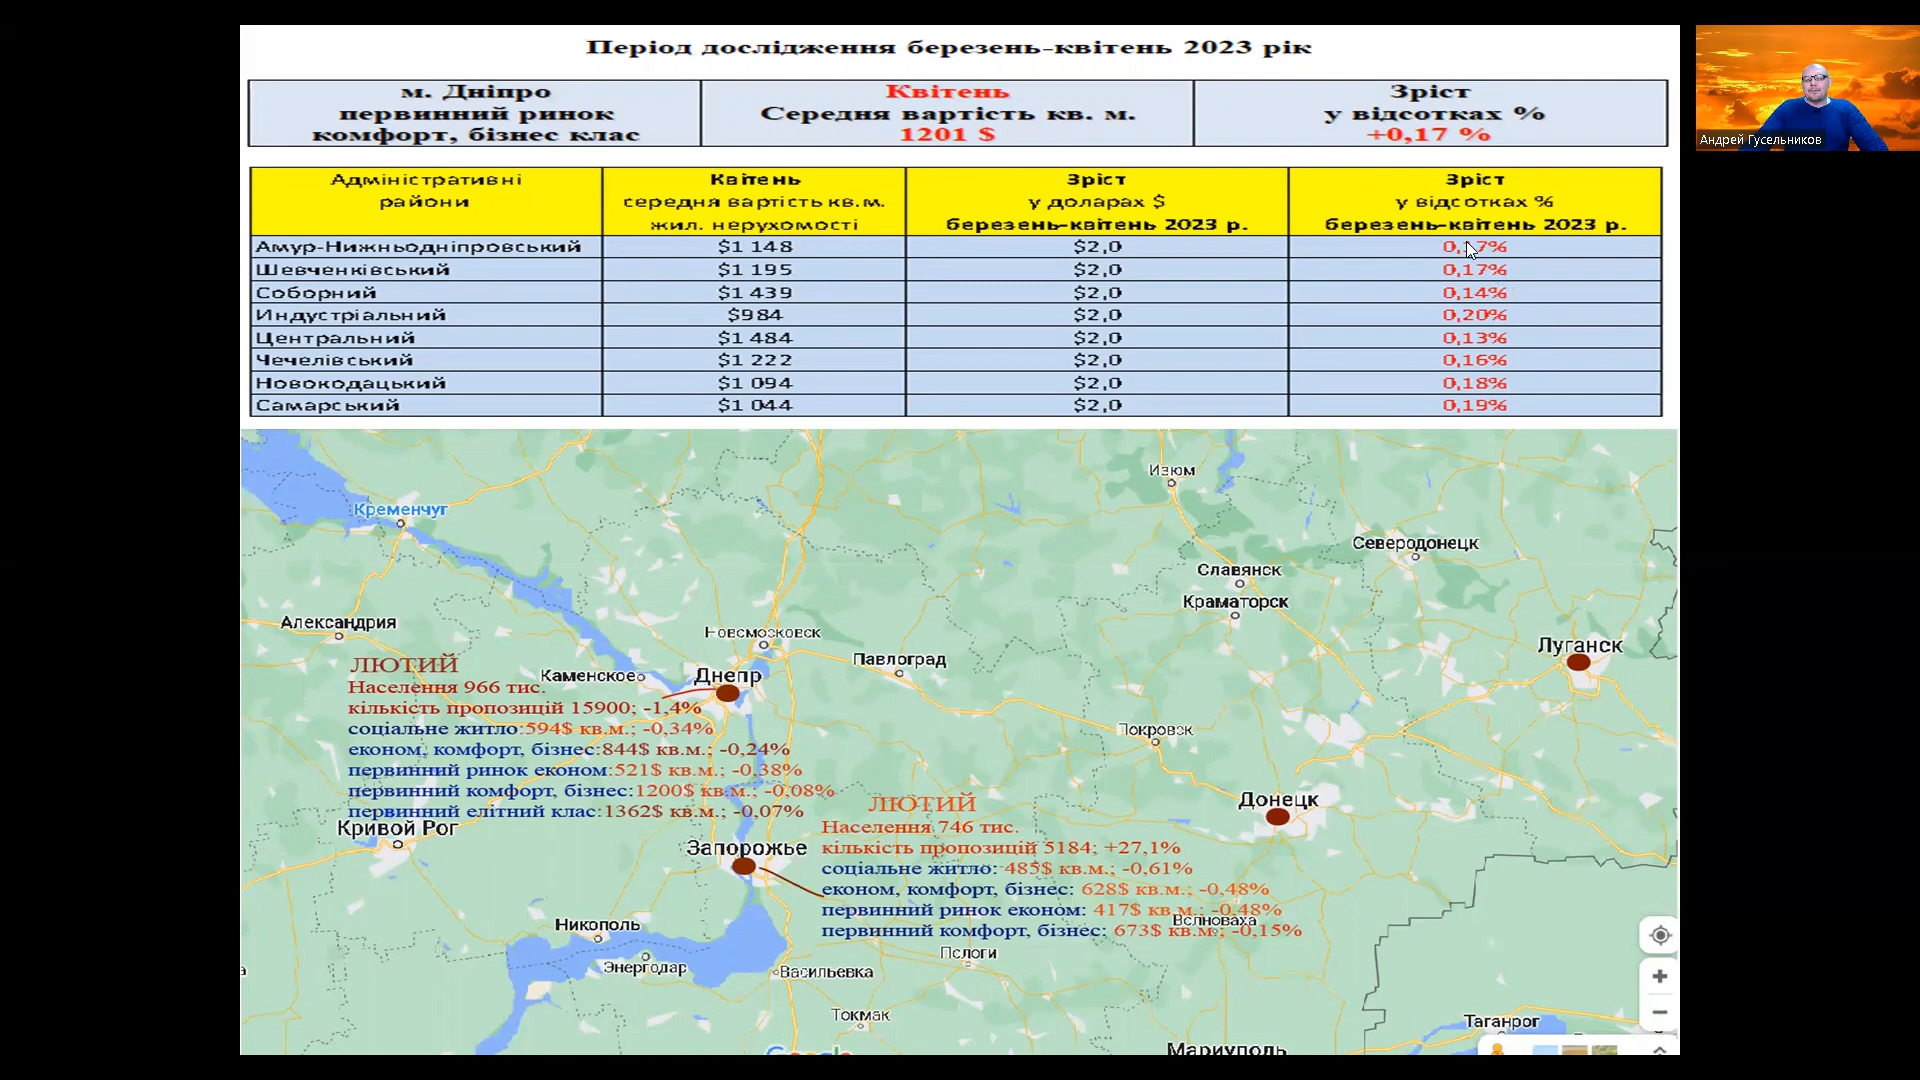 Період дослідження березень-квітень 2023 рік
м. Дніпро
первинний ринок
комфорт, бізнес клас
Квітень
Середня вартість кв. м.
1201 $
Зріст
у відсотках %
+0,17 %
Андрей Гусельников
Адміністративні
райони
Квітень
середня вартість кв.м.
жил. нерухомості
Зріст
у доларах $
березень-квітень 2023 р.
Зріст
у відсотках %
березень-квітень 2023 р.
Амур-Нижньодніпровський $1 148 $2,0 0,17%
Шевченківський $1 195 $2,0 0,17%
Соборний $1 439 $2,0 0,14%
Индустріальний $984 $2,0 0,20%
Центральний $1 484 $2,0 0,13%
Чечелівський $1 222 $2,0 0,16%
Новокодацький $1 094 $2,0 0,18%
Самарський $1 044 $2,0 0,19%
Изюм
Кременчуг
Северодонецк
Славянск
Краматорск
Александрия
Новомосковск
Луганск
Павлоград
Каменское
Днепр
ЛЮТИЙ
Населення 966 тис.
кількість пропозицій 15900; -1,4%
соціальне житло:594$ кв.м.; -0,34%
економ, комфорт, бізнес:844$ кв.м.; -0,24%
первинний ринок економ:521$ кв.м.; -0,38%
первинний комфорт, бізнес:1200$ кв.м.; -0,08%
первинний елітний клас:1362$ кв.м.; -0,07%
Покровск
Донецк
Кривой Рог
Запорожье
ЛЮТИЙ
Населення 746 тис.
кількість пропозицій 5184; +27,1%
соціальне житло: 485$ кв.м.; -0,61%
економ, комфорт, бізнес: 628$ кв.м.; -0,48%
первинний ринок економ: 417$ кв.м.; -0,48%
первинний комфорт, бізнес: 673$ кв.м.; -0,15%
Волноваха
Никополь
Пологи
Энергодар
Васильевка
Токмак
Таганрог
Мариуполь
Google